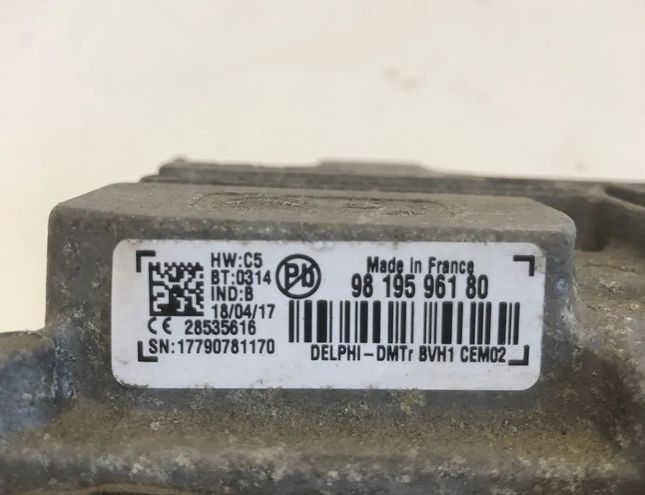 HW:C5
BT:0314
IND:B
18/04/17
CE 28535616
SN:17790781170
Pb
Made in France
98 195 961 80
DELPHI-DMTr BVH1 CEM02